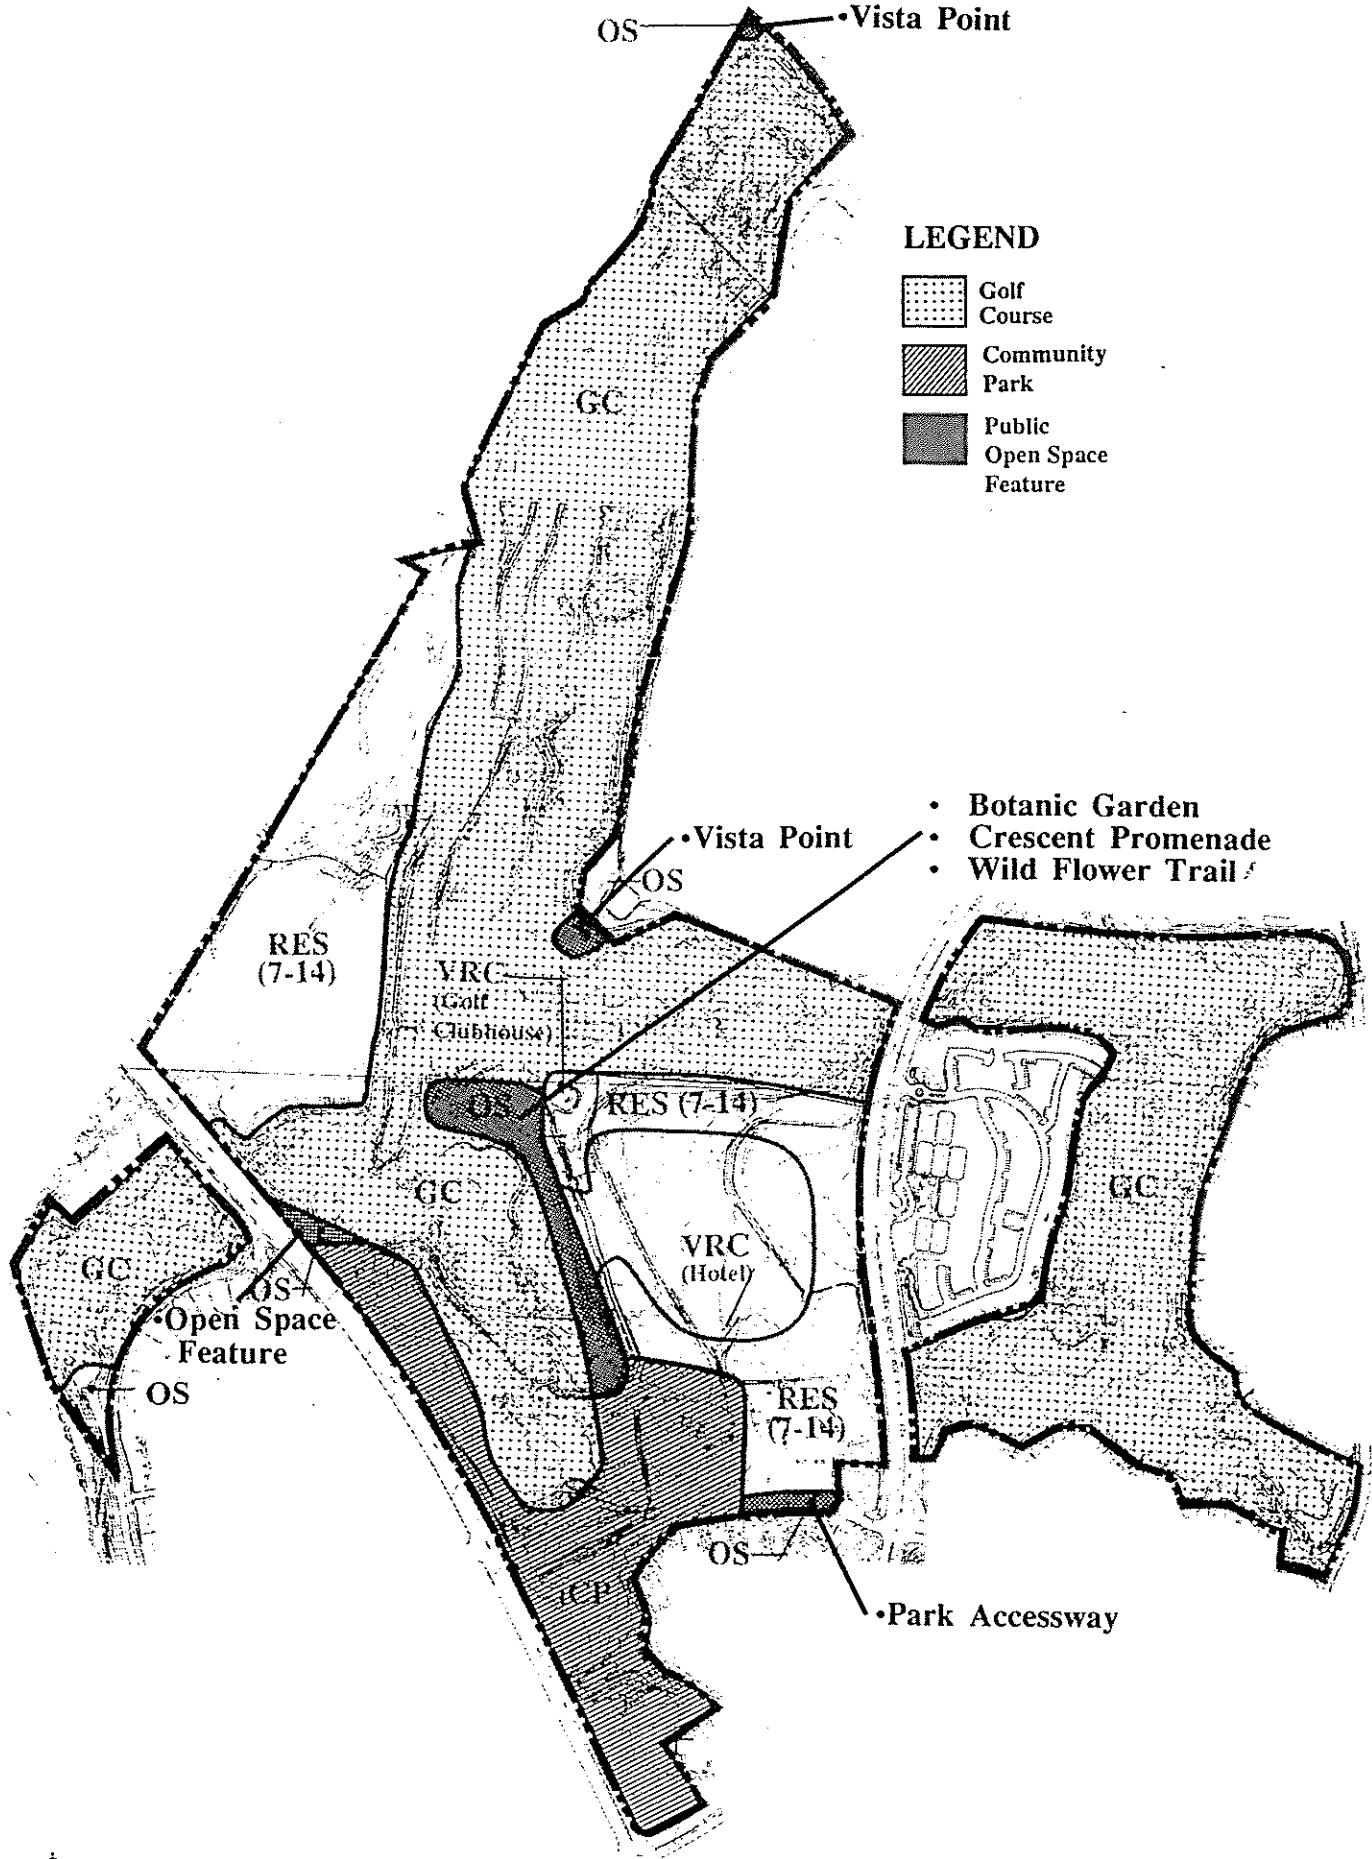 OS
•Vista Point
LEGEND
Golf
Course
Community
Park
Public
Open Space
Feature
GC
•Vista Point
• Botanic Garden
• Crescent Promenade
• Wild Flower Trail
OS
RES
(7-14)
VRC
(Golf
Clubhouse)
OS
RES (7-14)
GC
GC
VRC
(Hotel)
GC
OS
•Open Space
Feature
OS
RES
(7-14)
OS
CP
•Park Accessway